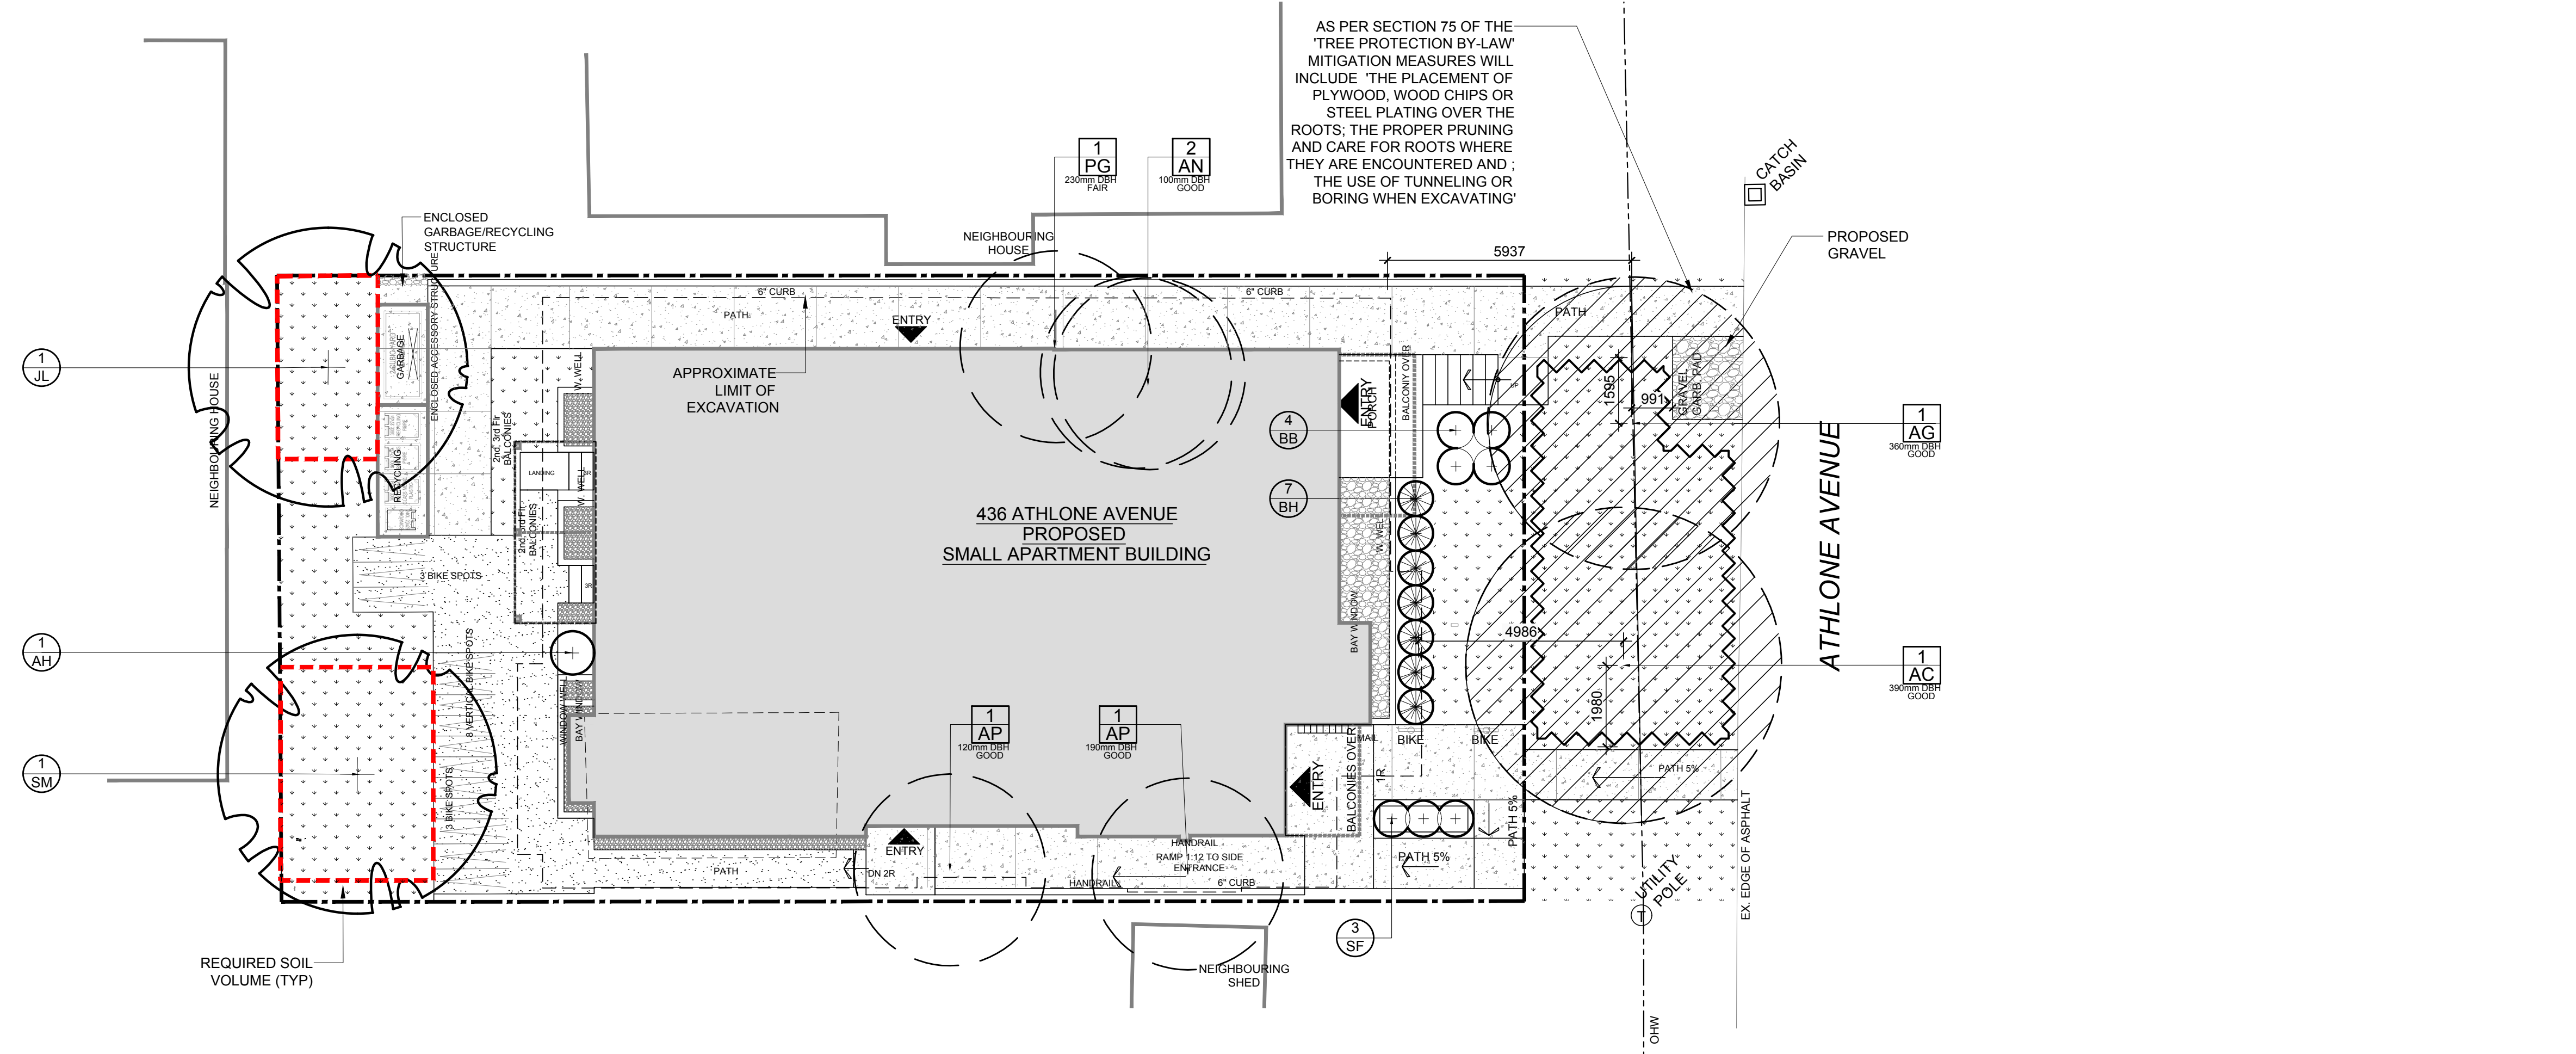 AS PER SECTION 75 OF THE
'TREE PROTECTION BY-LAW'
MITIGATION MEASURES WILL
INCLUDE 'THE PLACEMENT OF
PLYWOOD, WOOD CHIPS OR
STEEL PLATING OVER THE
ROOTS; THE PROPER PRUNING
AND CARE FOR ROOTS WHERE
THEY ARE ENCOUNTERED AND ;
THE USE OF TUNNELING OR
BORING WHEN EXCAVATING'
CATCH
BASIN
1
PG
230mm DBH
FAIR
2
AN
100mm DBH
GOOD
ENCLOSED
GARBAGE/RECYCLING
STRUCTURE
NEIGHBOURING
HOUSE
5937
PROPOSED
GRAVEL
6" CURB
6" CURB
PATH
ENTRY
PATH
ENCLOSED ACCESSORY STRUCTURE
GARBAGE
RECYCLING
1
JL
NEIGHBOURING HOUSE
APPROXIMATE
LIMIT OF
EXCAVATION
W. WELL
2nd. 3rd Flr
BALCONIES
LANDING
3R
W. WELL
2nd. 3rd Flr
BALCONIES
3R
ENTRY
PORCH
BALCONIY OVER
UP
1595
991
GRAVEL
GARB. PAD
4
BB
7
BH
1
AG
360mm DBH
GOOD
ATHLONE AVENUE
436 ATHLONE AVENUE
PROPOSED
SMALL APARTMENT BUILDING
W. WELL
BAY WINDOW
3 BIKE SPOTS
8 VERTICAL BIKE SPOTS
3 BIKE SPOTS
1
AH
4986
1
AC
390mm DBH
GOOD
1980
WINDOW WELL
BAY WINDOW
1
AP
120mm DBH
GOOD
1
AP
190mm DBH
GOOD
MAIL
BIKE
BIKE
1
SM
ENTRY
BALCONIES OVER
1R
PATH 5%
PATH 5%
PATH 5%
ENTRY
HANDRAIL
RAMP 1:12 TO SIDE
ENTRANCE
HANDRAIL
6" CURB
PATH
DN 2R
EX. EDGE OF ASPHALT
UTILITY
POLE
T
3
SF
REQUIRED SOIL
VOLUME (TYP)
NEIGHBOURING
SHED
OHW